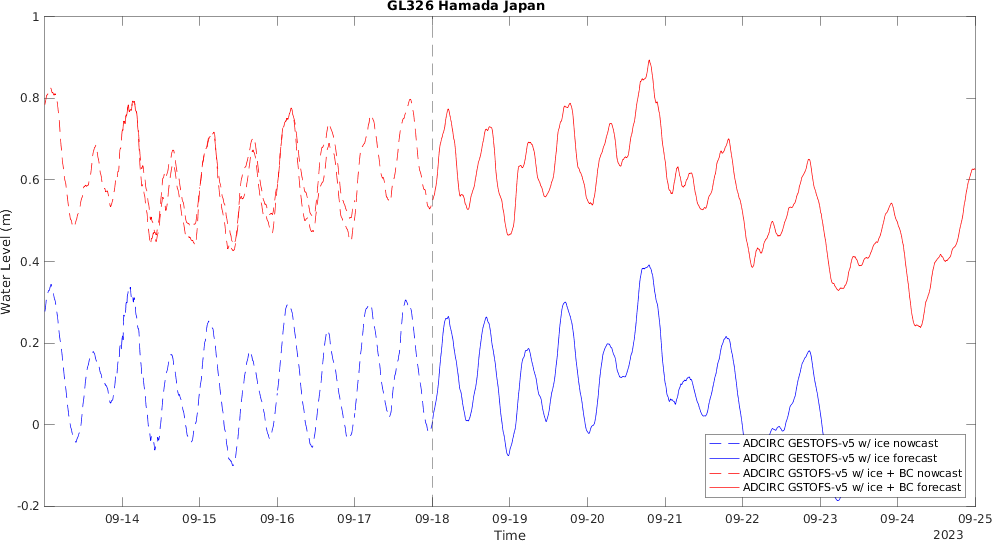 GL326 Hamada Japan
1
0.8
0.6
0.4
0.2
0
-0.2
Water Level (m)
09-14 09-15 09-16 09-17 09-18 09-19 09-20 09-21 09-22 09-23 09-24 09-25
Time
2023
ADCIRC GESTOFS-v5 w/ ice nowcast
ADCIRC GESTOFS-v5 w/ ice forecast
ADCIRC GSTOFS-v5 w/ ice + BC nowcast
ADCIRC GSTOFS-v5 w/ ice + BC forecast